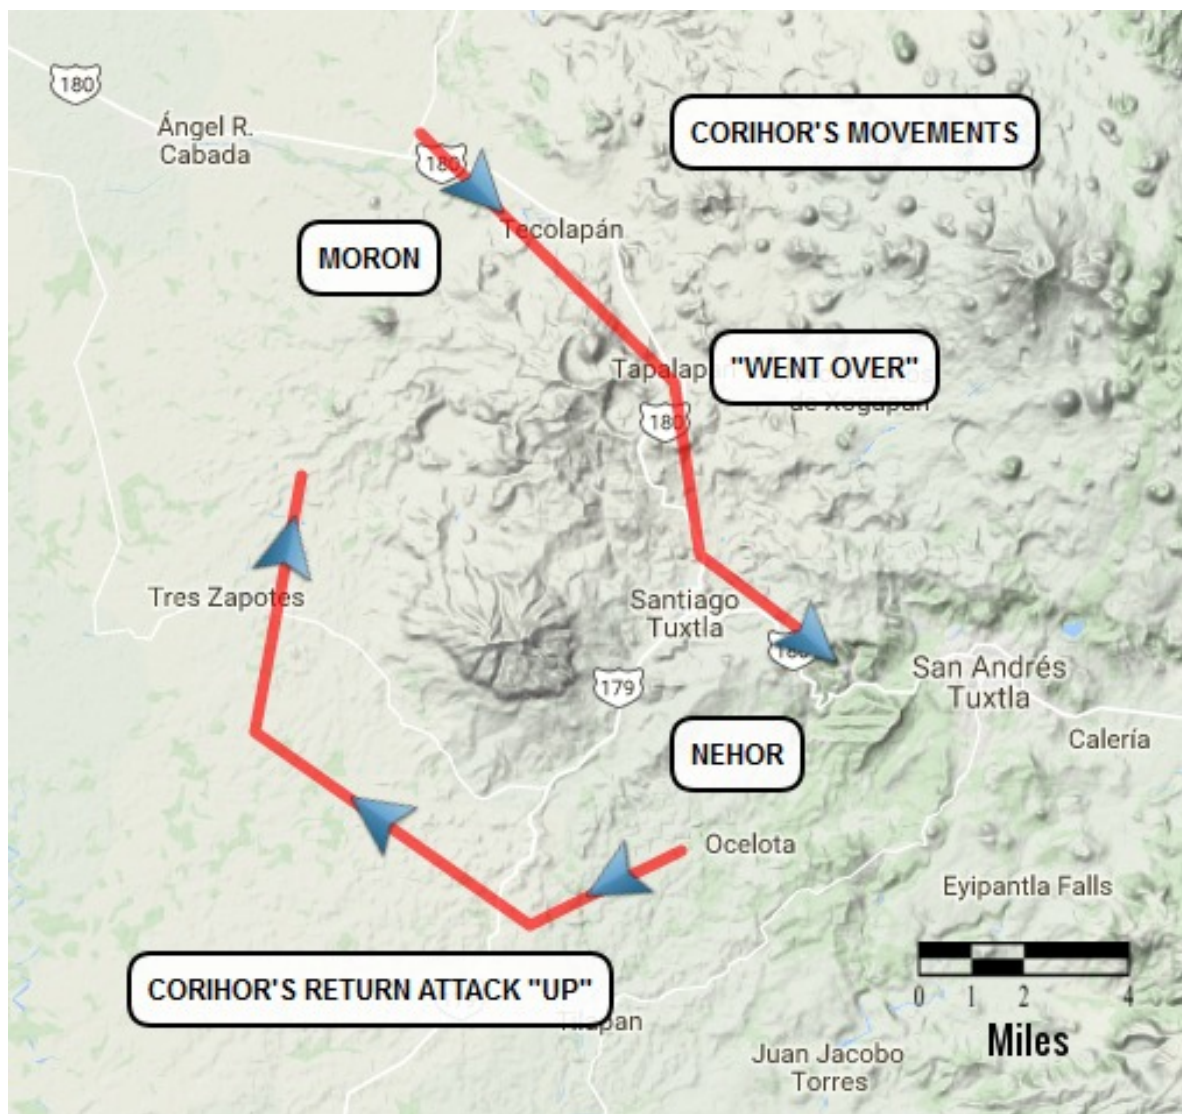 180
Ángel R.
Cabada
CORIHOR'S MOVEMENTS
180
Tecolapán
MORON
"WENT OVER"
Tapalapan
de Xogapan
180
Tres Zapotes
Santiago
Tuxtla
180
San Andrés
Tuxtla
179
NEHOR
Calería
Ocelota
Eyipantla Falls
CORIHOR'S RETURN ATTACK "UP"
Tilapan
0 1 2 4
Miles
Juan Jacobo
Torres